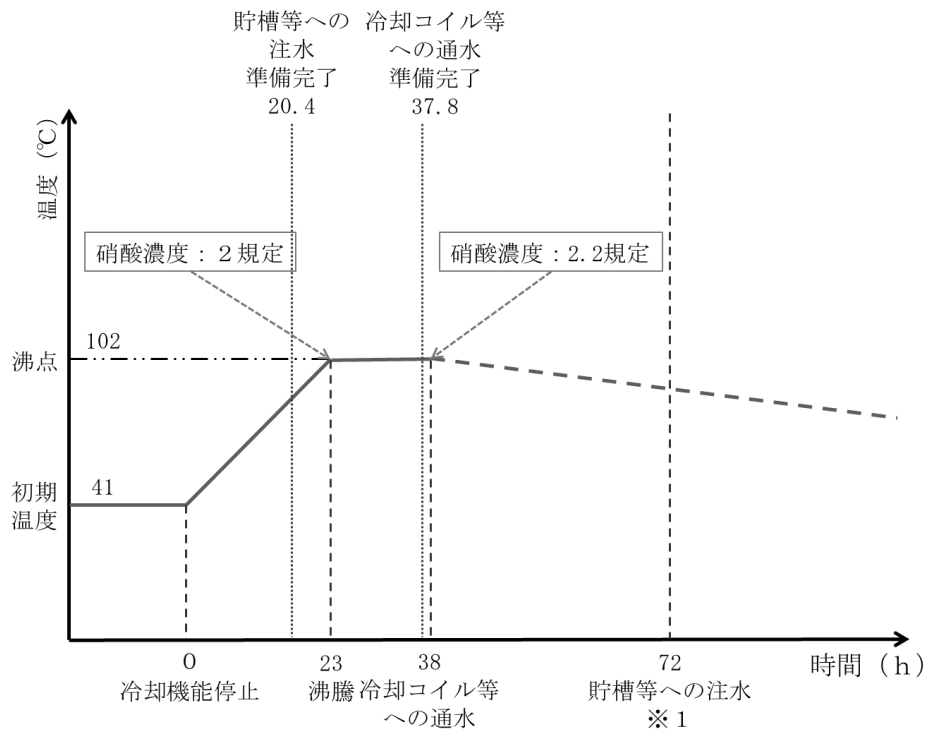 貯槽等への
注水
準備完了
20.4
冷却コイル等
への通水
準備完了
37.8
温度（℃）
硝酸濃度：２規定
硝酸濃度：2.2規定
沸点
102
初期
温度
41
0
冷却機能停止
23
沸騰
38
冷却コイル等
への通水
72
貯槽等への注水
※１
時間（ｈ）